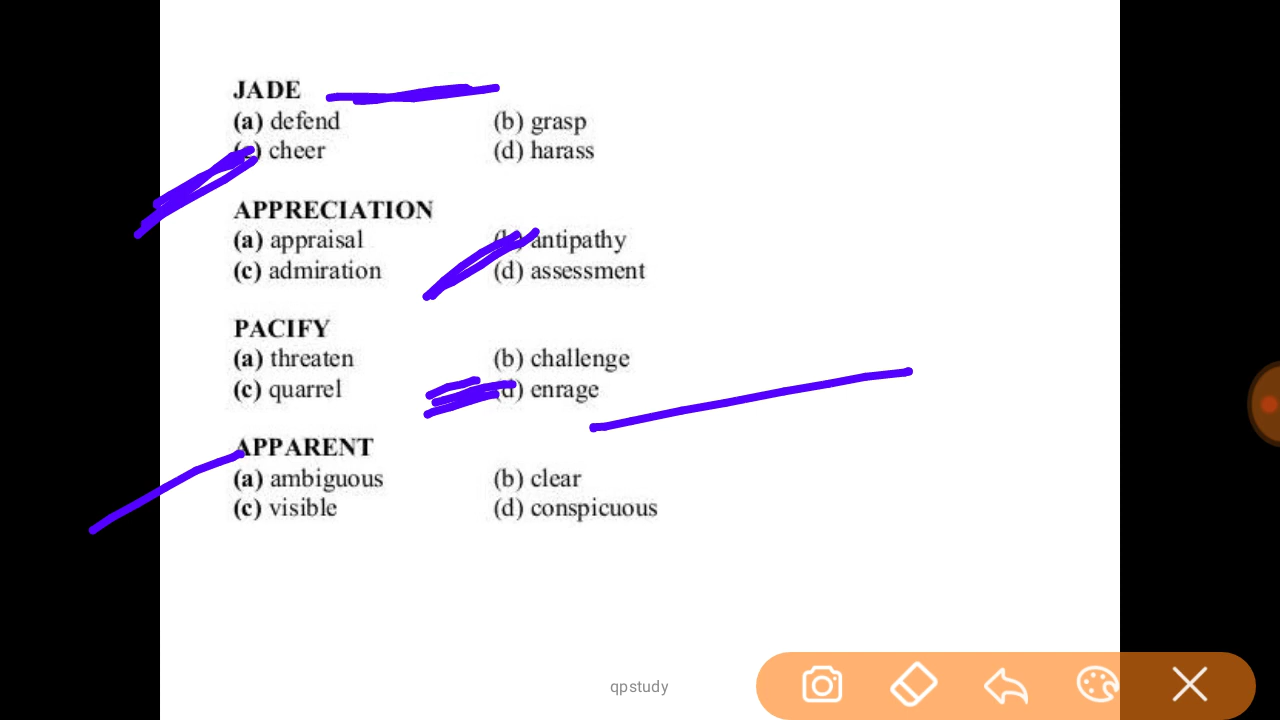 JADE
(a) defend (b) grasp
(c) cheer (d) harass
APPRECIATION
(a) appraisal (b) antipathy
(c) admiration (d) assessment
PACIFY
(a) threaten (b) challenge
(c) quarrel (d) enrage
APPARENT
(a) ambiguous (b) clear
(c) visible (d) conspicuous
qpstudy